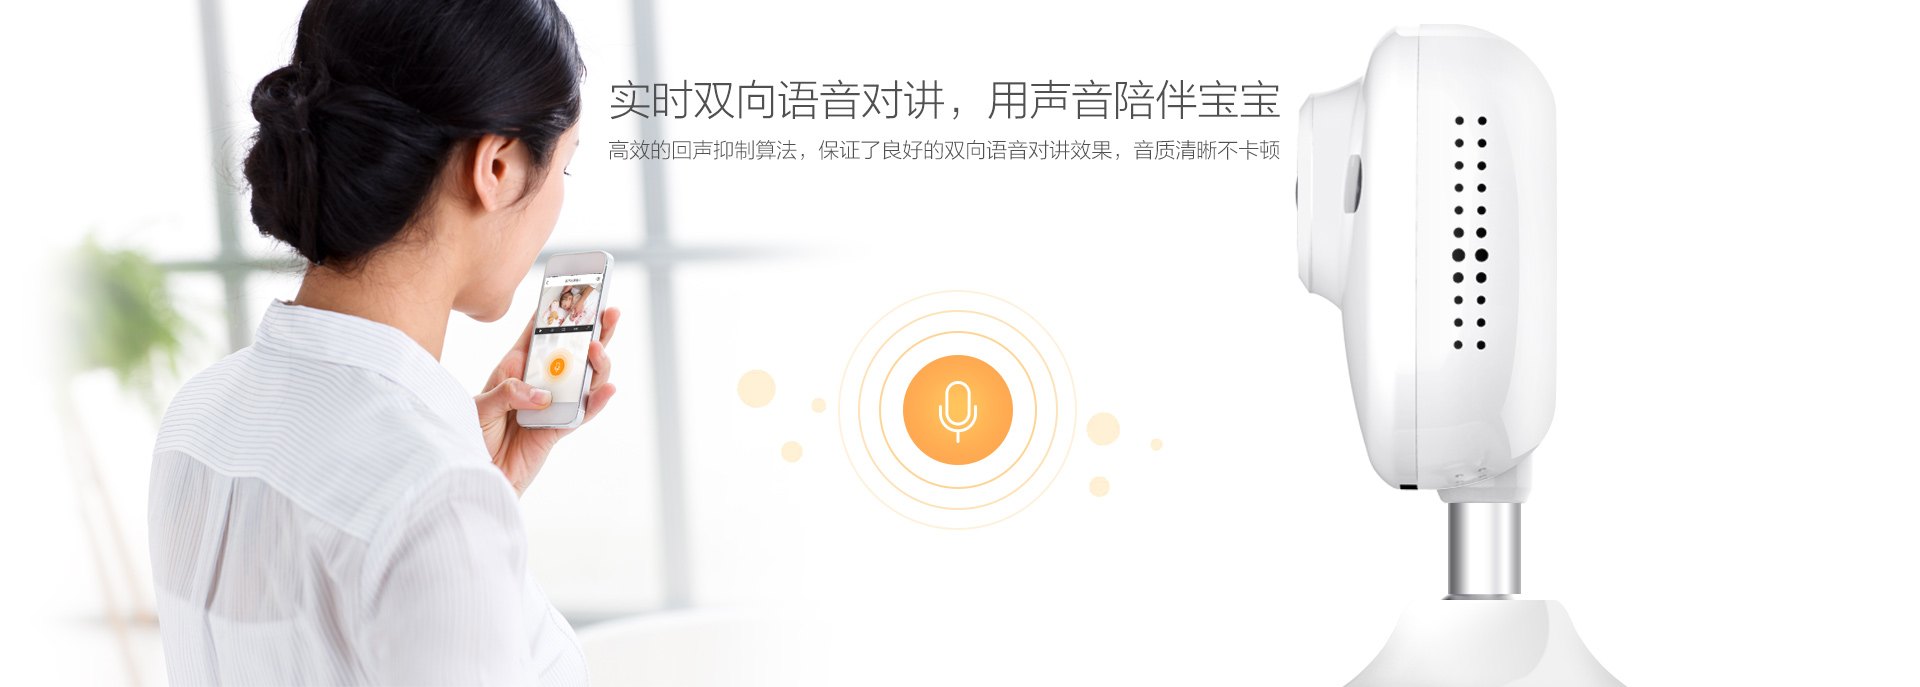 实时双向语音对讲，用声音陪伴宝宝
高效的回声抑制算法，保证了良好的双向语音对讲效果，音质清晰不卡顿